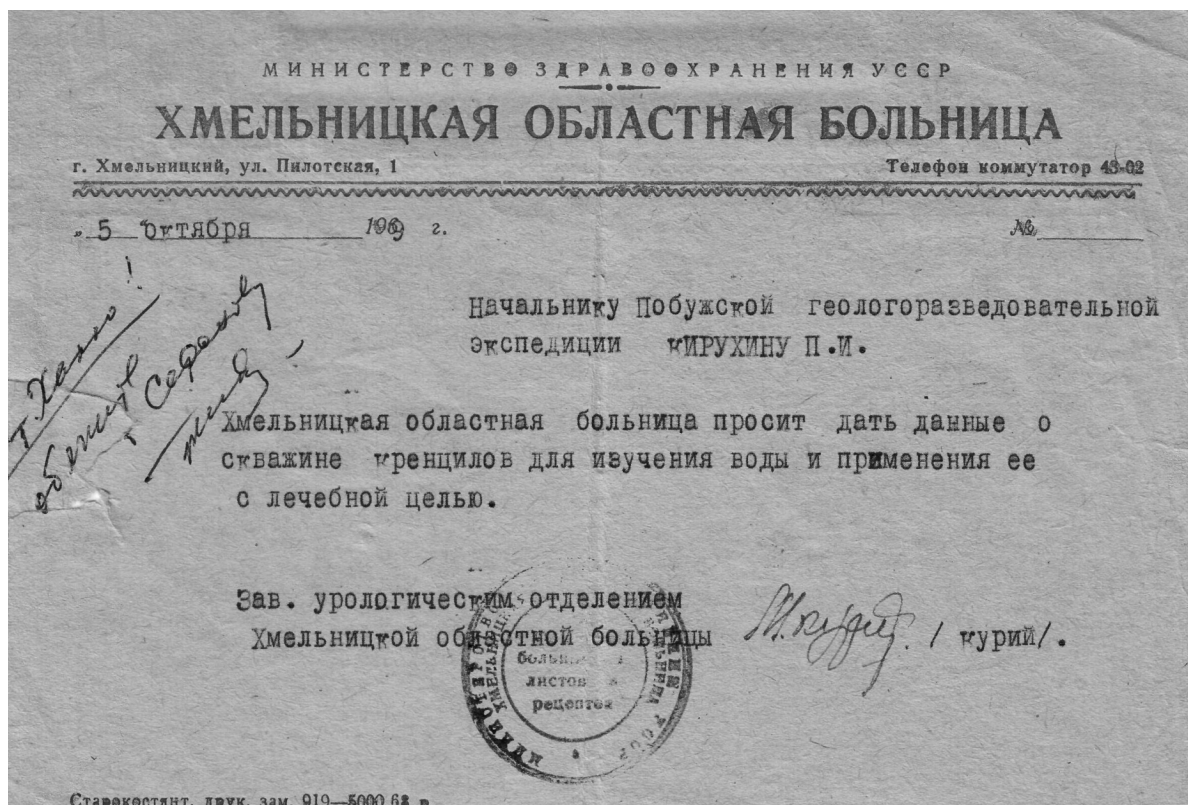 МИНИСТЕРСТВО ЗДРАВООХРАНЕНИЯ УССР
ХМЕЛЬНИЦКАЯ ОБЛАСТНАЯ БОЛЬНИЦА
г. Хмельницкий, ул. Пилотская, 1 Телефон коммутатор 43-02
„ 5 " октября 1969 г. №
т. Ханно!
Начальнику Побужской геологоразведовательной
экспедиции кИРУХИНУ П.И.
Хмельницкая областная больница просит дать данные о
скважине кренцилов для изучения воды и применения ее
с лечебной целью.
Зав. урологическим отделением
Хмельницкой областной больницы / курий/.
листов
рецептов
Старокостянт. друк. зам. 919—5000 62 р.